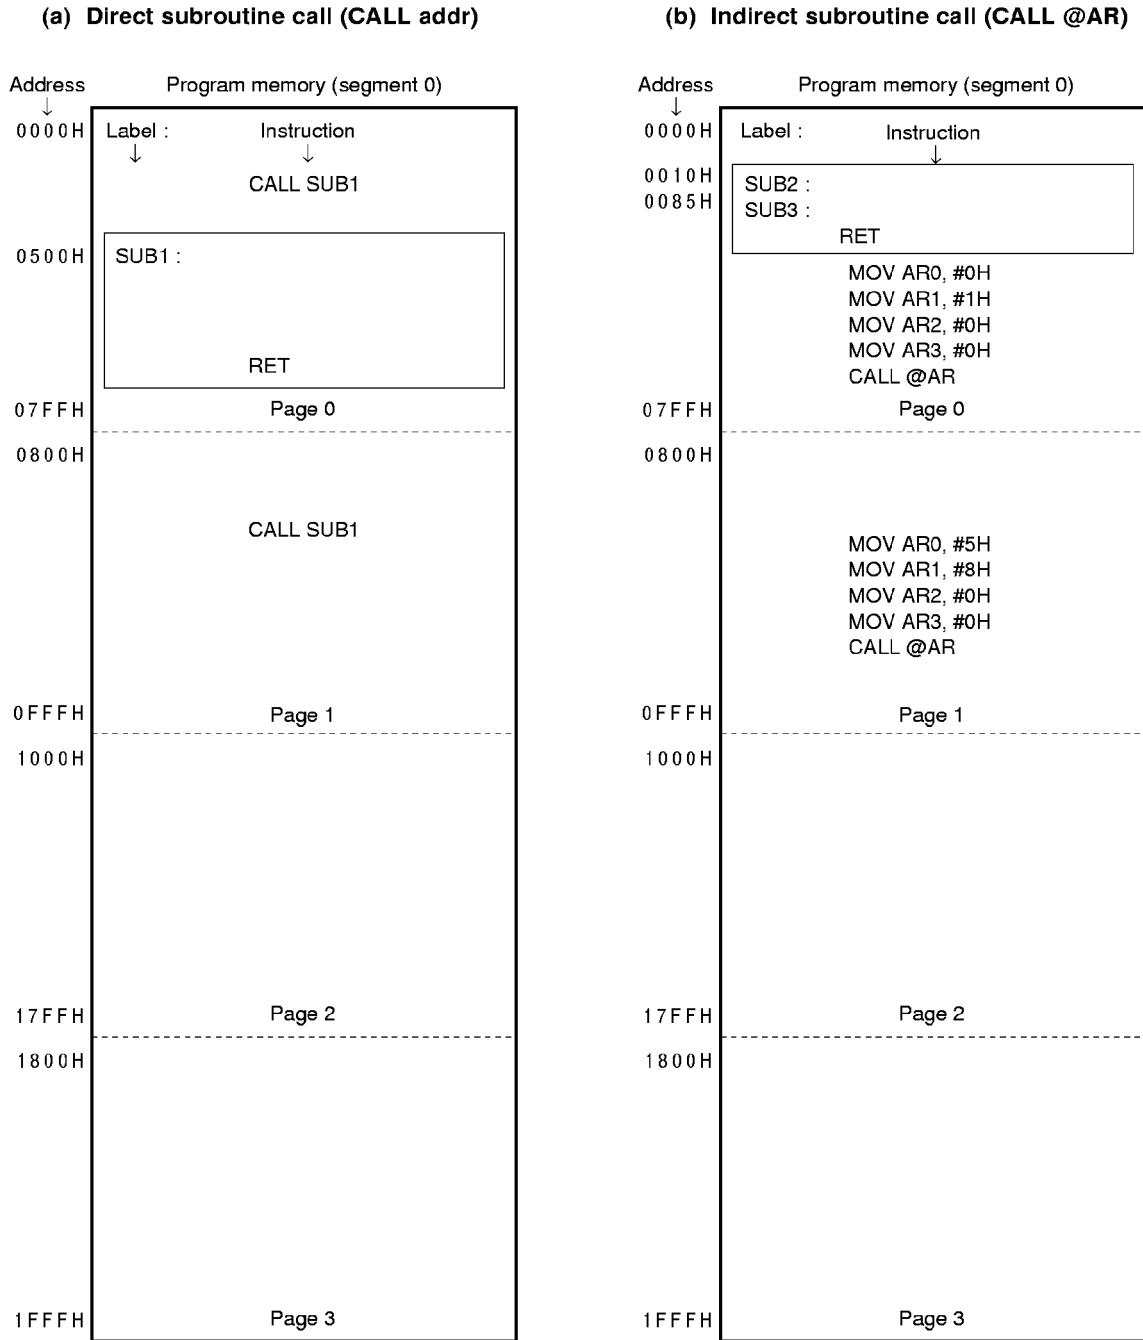 (a) Direct subroutine call (CALL addr)
Address Program memory (segment 0)
↓
0000H Label : Instruction
↓ ↓
CALL SUB1
0500H SUB1 :
RET
07FFH Page 0
0800H
CALL SUB1
0FFFH Page 1
1000H
17FFH Page 2
1800H
1FFFH Page 3
(b) Indirect subroutine call (CALL @AR)
Address Program memory (segment 0)
↓
0000H Label : Instruction
↓
0010H SUB2 :
0085H SUB3 :
RET
MOV AR0, #0H
MOV AR1, #1H
MOV AR2, #0H
MOV AR3, #0H
CALL @AR
07FFH Page 0
0800H
MOV AR0, #5H
MOV AR1, #8H
MOV AR2, #0H
MOV AR3, #0H
CALL @AR
0FFFH Page 1
1000H
17FFH Page 2
1800H
1FFFH Page 3